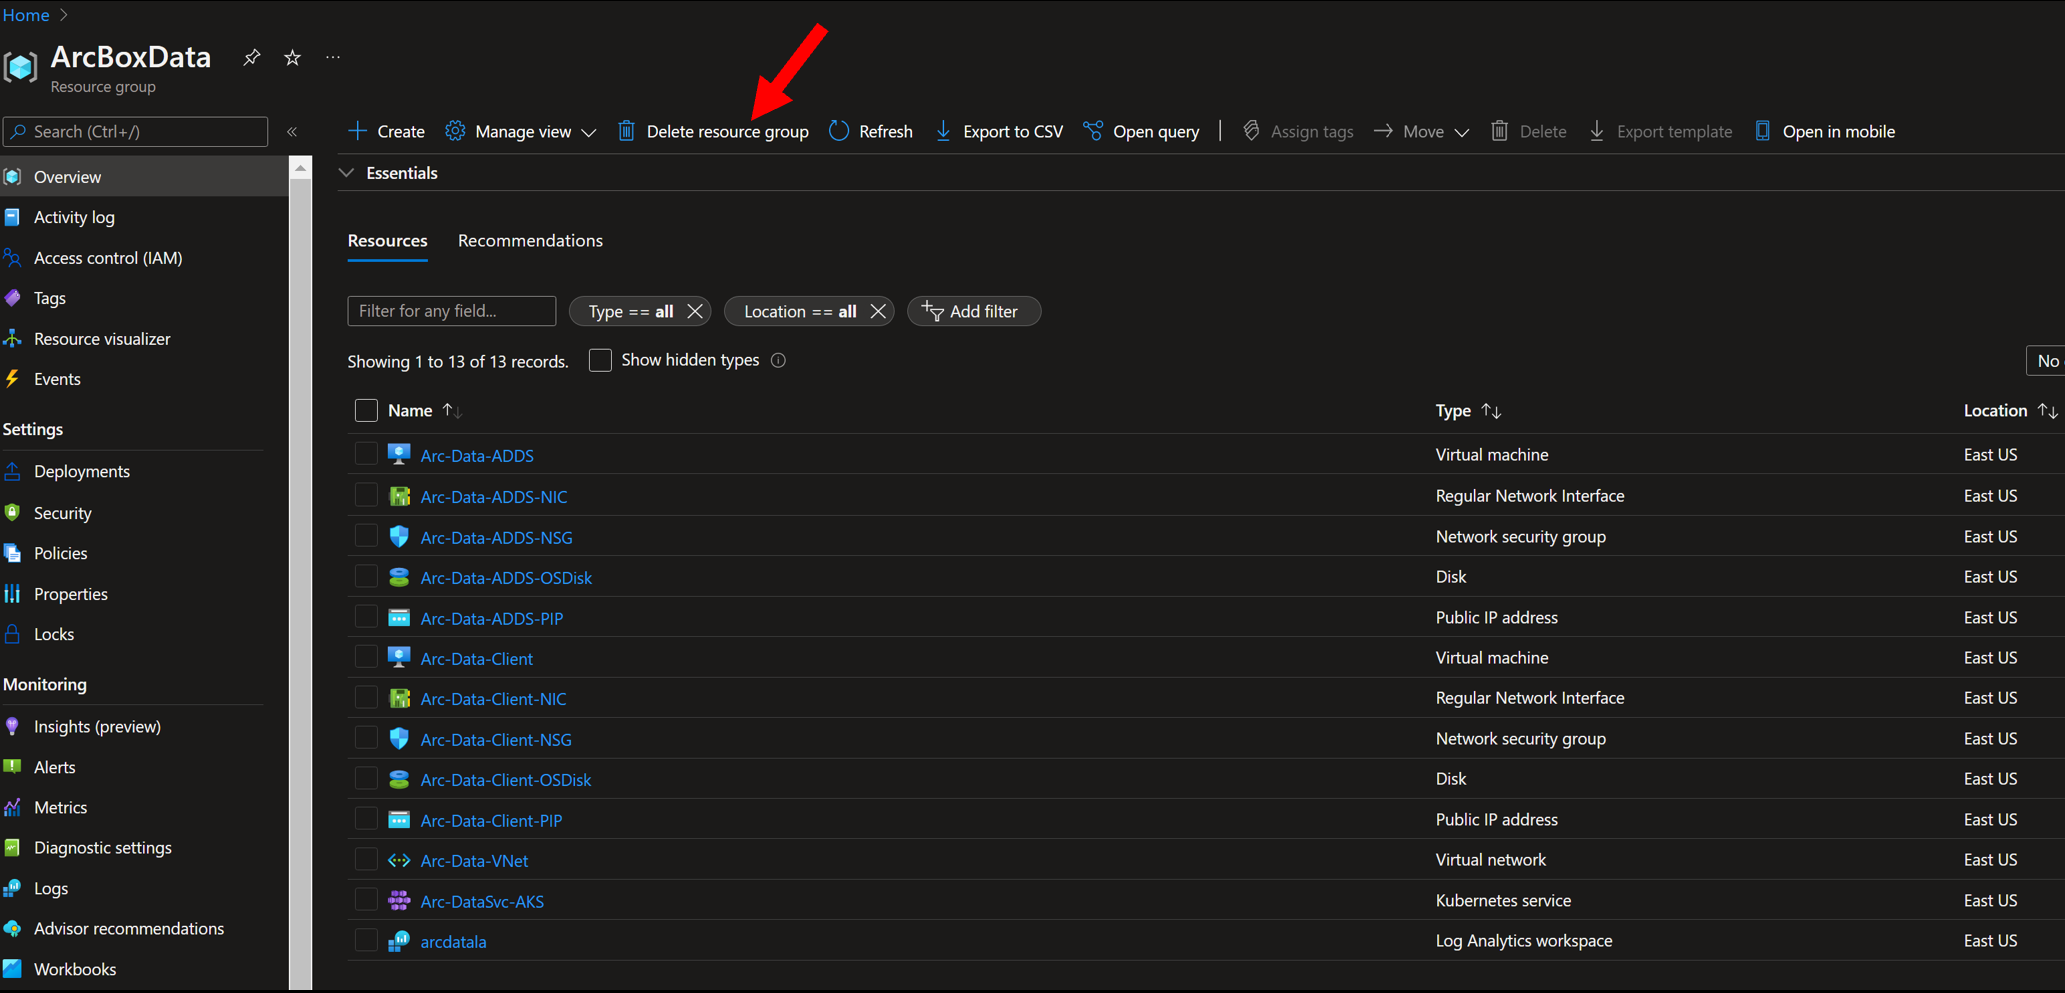 Home
ArcBoxData
Resource group
Search (Ctrl+/)
Create Manage view Delete resource group Refresh Export to CSV Open query Assign tags Move Delete Export template Open in mobile
Essentials
Overview
Activity log
Access control (IAM)
Tags
Resource visualizer
Events
Settings
Deployments
Security
Policies
Properties
Locks
Monitoring
Insights (preview)
Alerts
Metrics
Diagnostic settings
Logs
Advisor recommendations
Workbooks
Resources Recommendations
Filter for any field... Type == all Location == all Add filter
Showing 1 to 13 of 13 records. Show hidden types No
Name Type Location
Arc-Data-ADDS Virtual machine East US
Arc-Data-ADDS-NIC Regular Network Interface East US
Arc-Data-ADDS-NSG Network security group East US
Arc-Data-ADDS-OSDisk Disk East US
Arc-Data-ADDS-PIP Public IP address East US
Arc-Data-Client Virtual machine East US
Arc-Data-Client-NIC Regular Network Interface East US
Arc-Data-Client-NSG Network security group East US
Arc-Data-Client-OSDisk Disk East US
Arc-Data-Client-PIP Public IP address East US
Arc-Data-VNet Virtual network East US
Arc-DataSvc-AKS Kubernetes service East US
arcdatala Log Analytics workspace East US